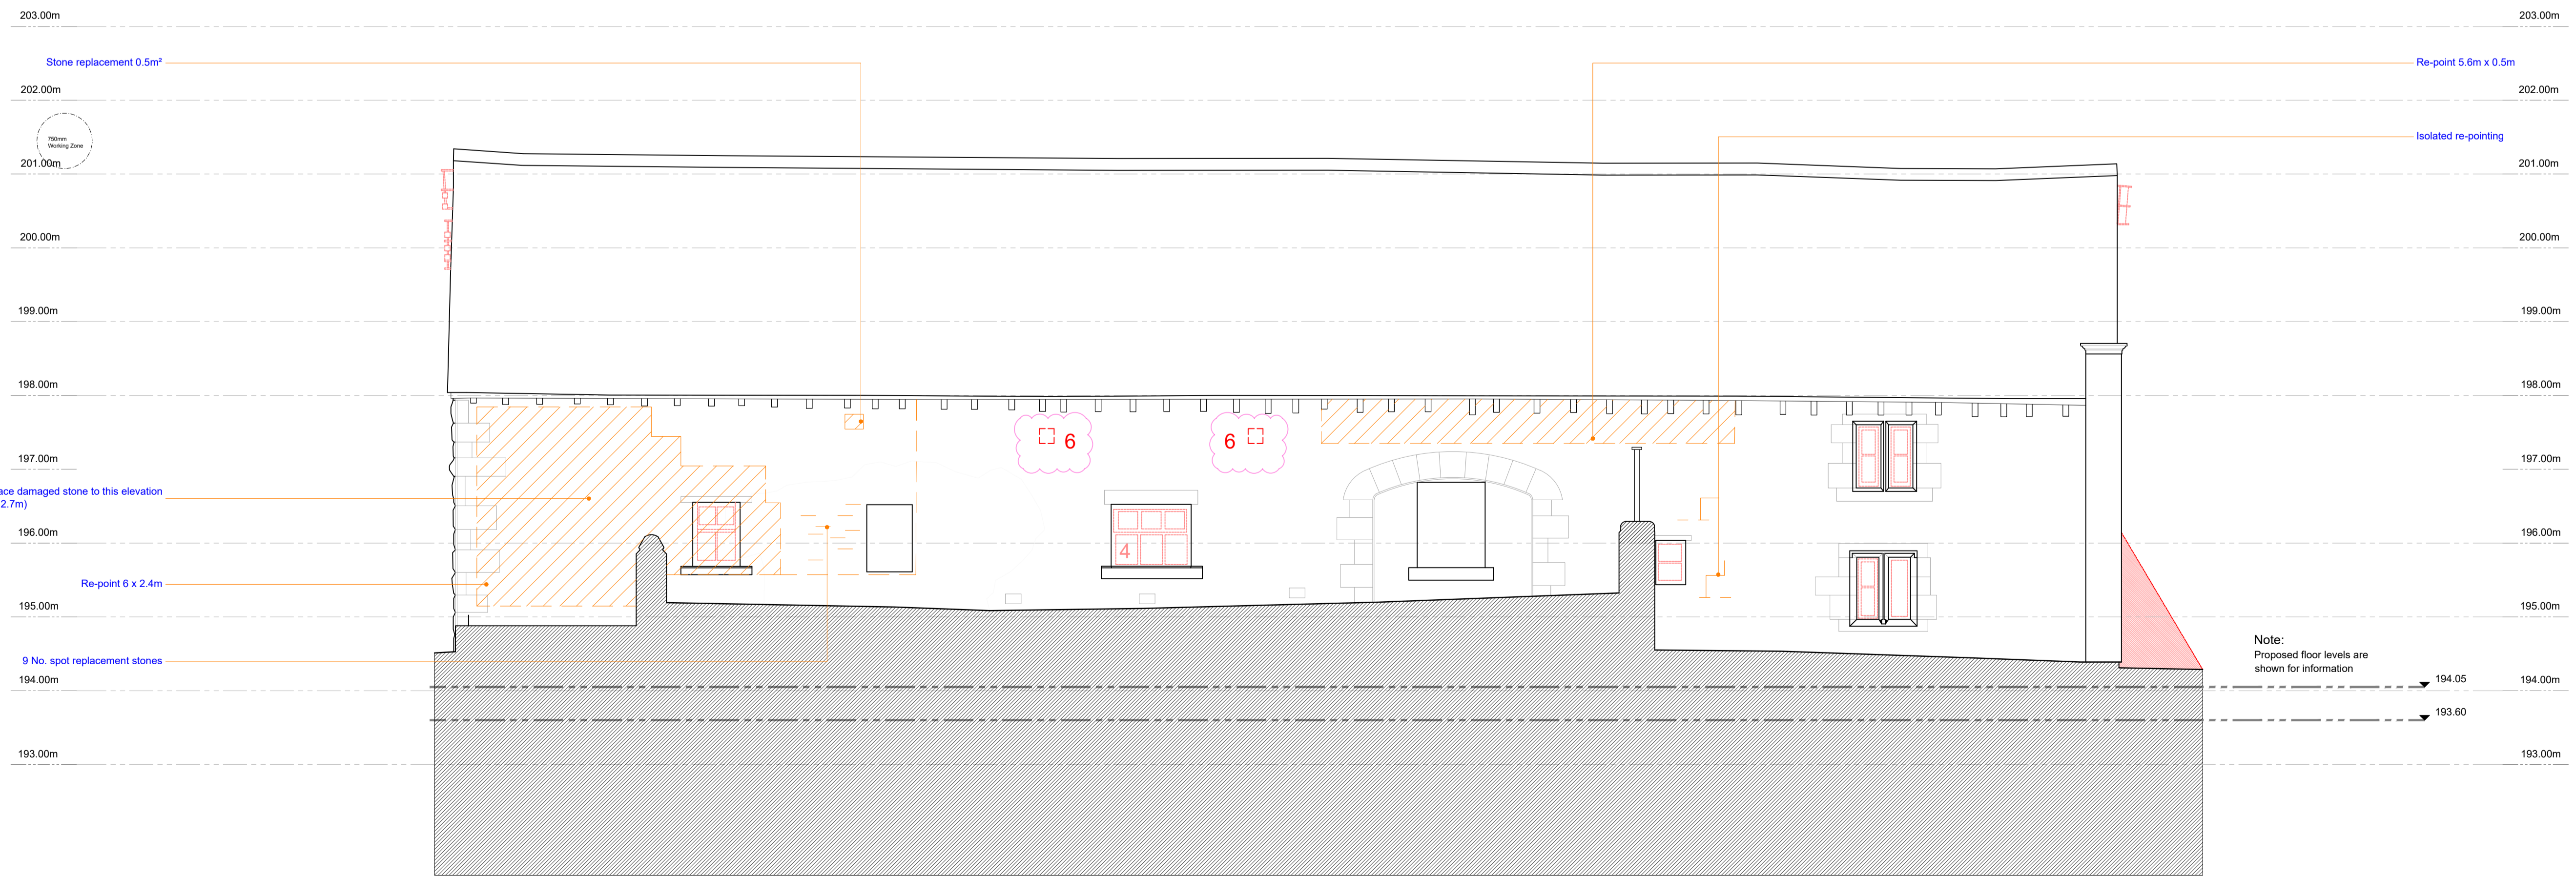 203.00m
203.00m
Stone replacement 0.5m²
Re-point 5.6m x 0.5m
202.00m
202.00m
750mm
Working Zone
Isolated re-pointing
201.00m
201.00m
200.00m
200.00m
199.00m
199.00m
198.00m
198.00m
6
6
197.00m
197.00m
damaged stone to this elevation
2.7m)
196.00m
196.00m
4
Re-point 6 x 2.4m
195.00m
195.00m
Note:
Proposed floor levels are
shown for information
9 No. spot replacement stones
194.00m
194.05
194.00m
193.60
193.00m
193.00m